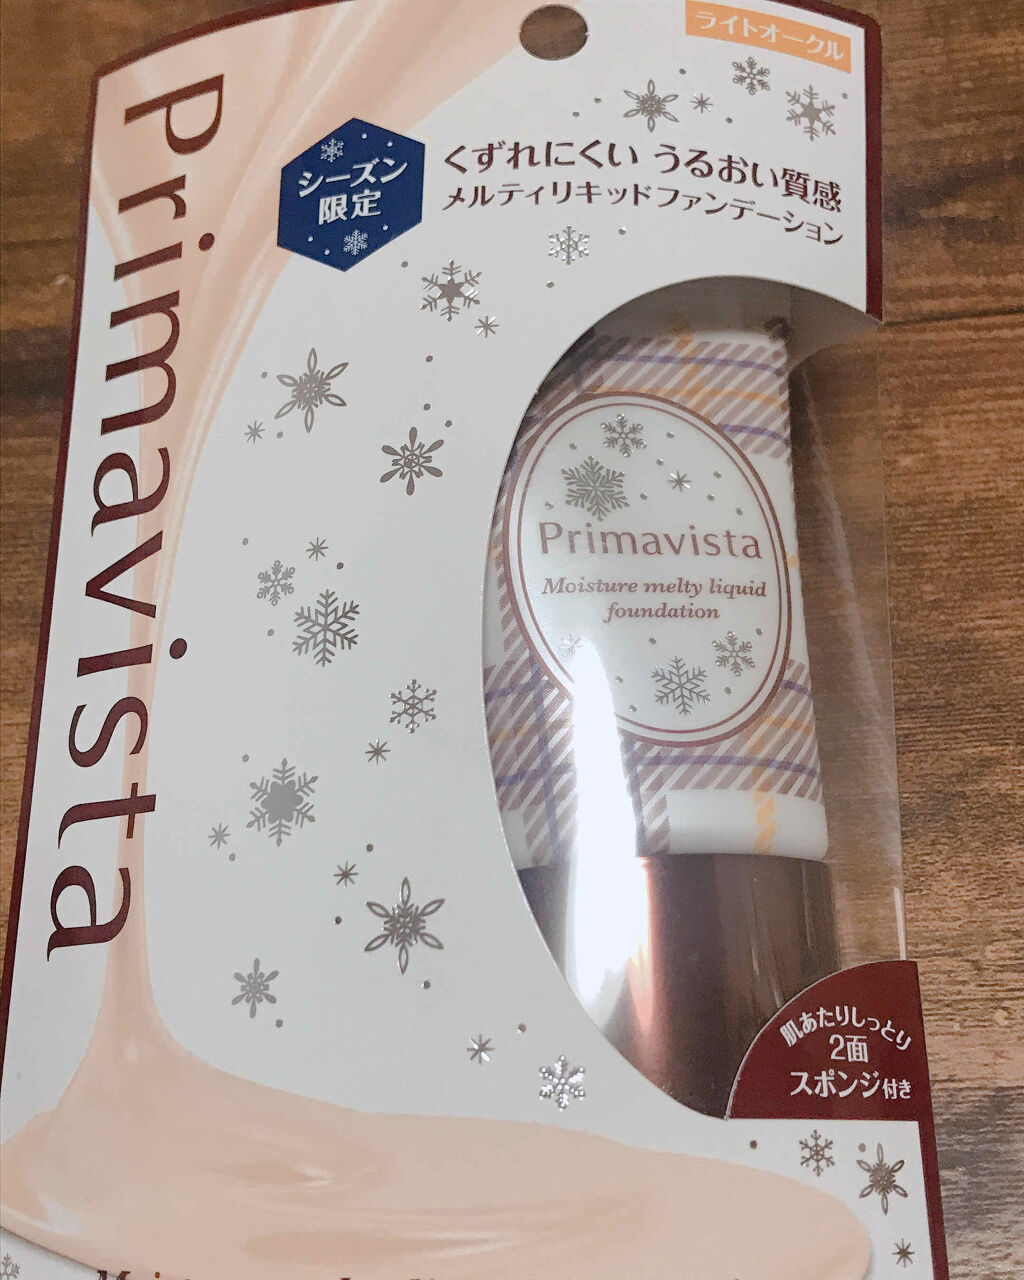 ライトオークル
Primavista
シーズン
限定
くずれにくい うるおい質感
メルティリキッドファンデーション
Primavista
Moisture melty liquid
foundation
肌あたりしっとり
2面
スポンジ付き